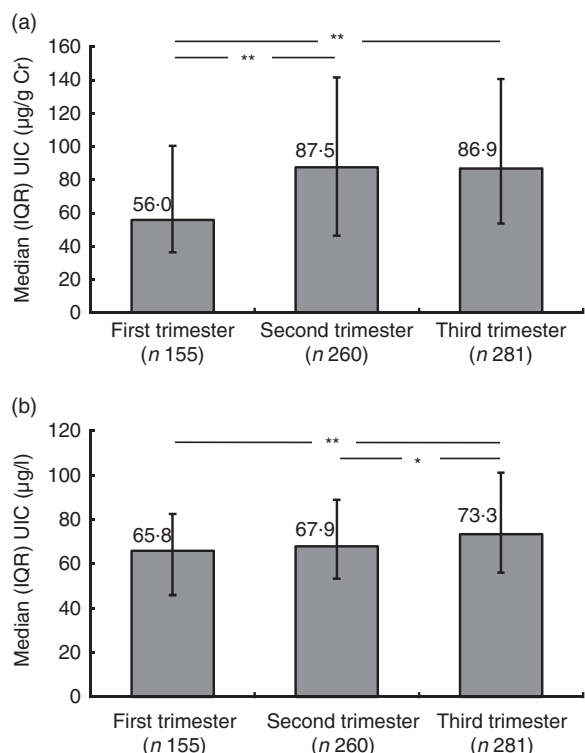 (a)
Median (IQR) UIC (µg/g Cr)
160
140
120
100
80
60
40
20
0
**
**
56·0
87·5
86·9
First trimester
(n 155)
Second trimester
(n 260)
Third trimester
(n 281)
(b)
Median (IQR) UIC (µg/l)
120
100
80
60
40
20
0
**
*
65·8
67·9
73·3
First trimester
(n 155)
Second trimester
(n 260)
Third trimester
(n 281)